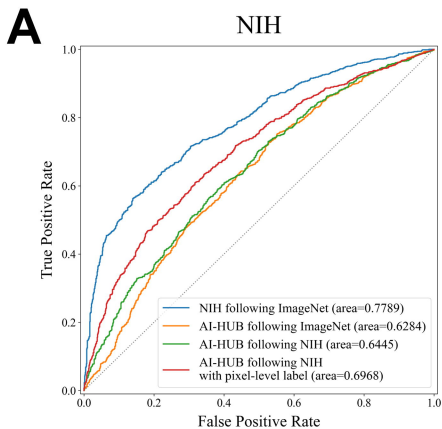 A
NIH
1.0
0.8
0.6
0.4
0.2
0.0
True Positive Rate
NIH following ImageNet (area=0.7789)
AI-HUB following ImageNet (area=0.6284)
AI-HUB following NIH (area=0.6445)
AI-HUB following NIH
with pixel-level label (area=0.6968)
0.0 0.2 0.4 0.6 0.8 1.0
False Positive Rate